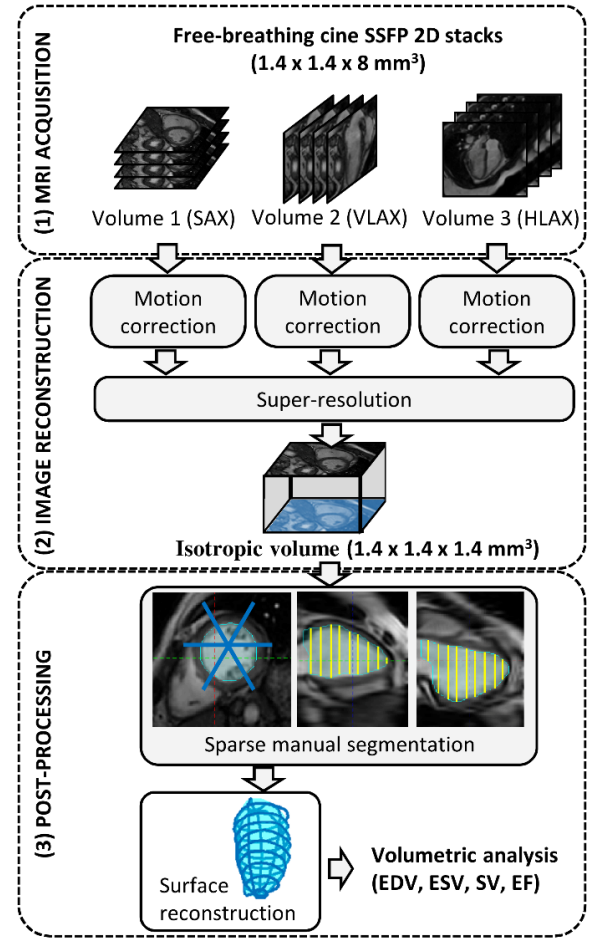 (1) MRI ACQUISITION
Free-breathing cine SSFP 2D stacks
(1.4 x 1.4 x 8 mm³)
Volume 1 (SAX)
Volume 2 (VLAX)
Volume 3 (HLAX)
(2) IMAGE RECONSTRUCTION
Motion
correction
Motion
correction
Motion
correction
Super-resolution
Isotropic volume (1.4 x 1.4 x 1.4 mm³)
(3) POST-PROCESSING
Sparse manual segmentation
Surface
reconstruction
Volumetric analysis
(EDV, ESV, SV, EF)